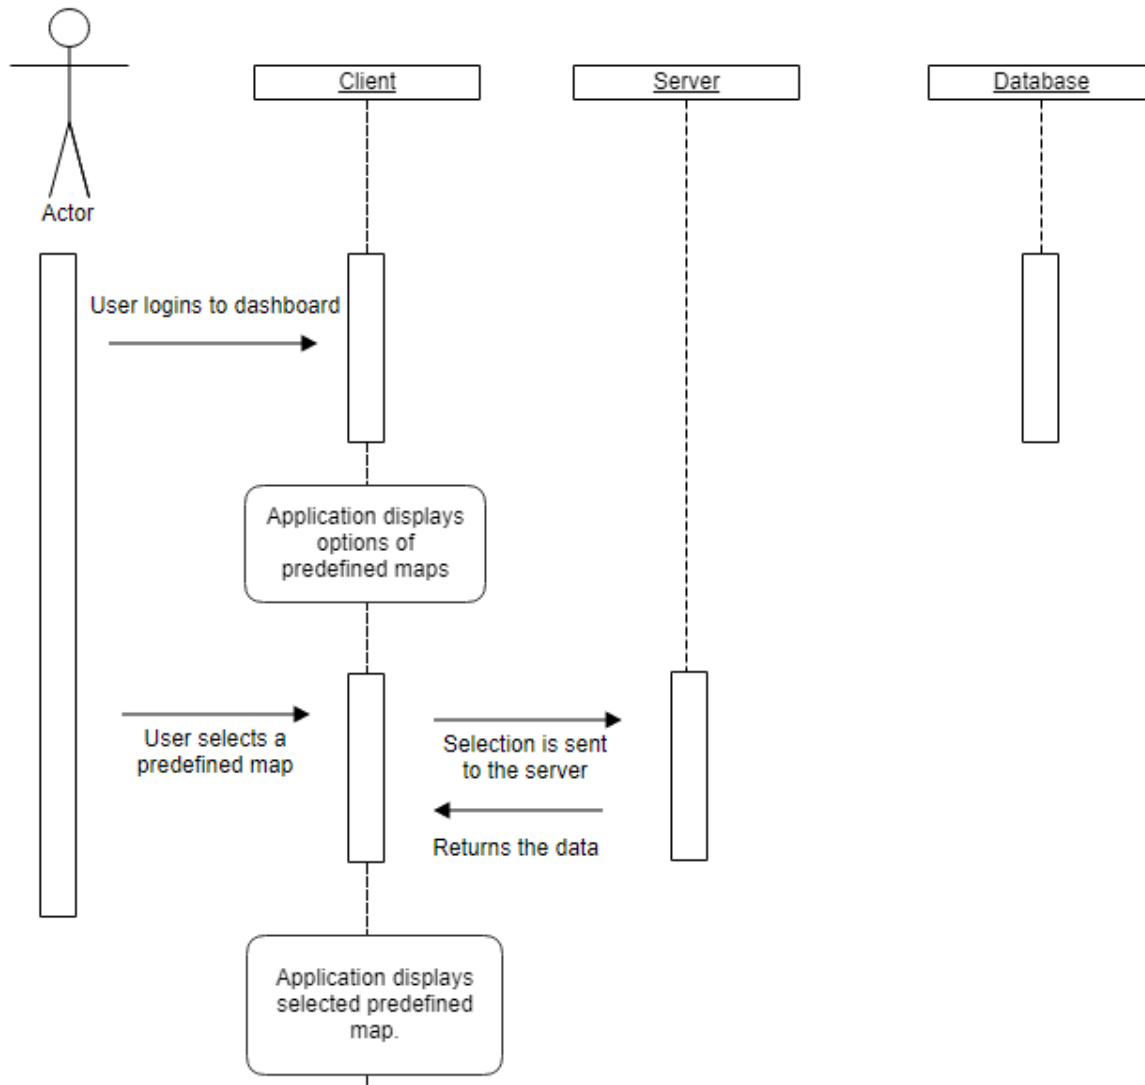 Client
Server
Database
Actor
User logins to dashboard
Application displays
options of
predefined maps
User selects a
predefined map
Selection is sent
to the server
Returns the data
Application displays
selected predefined
map.